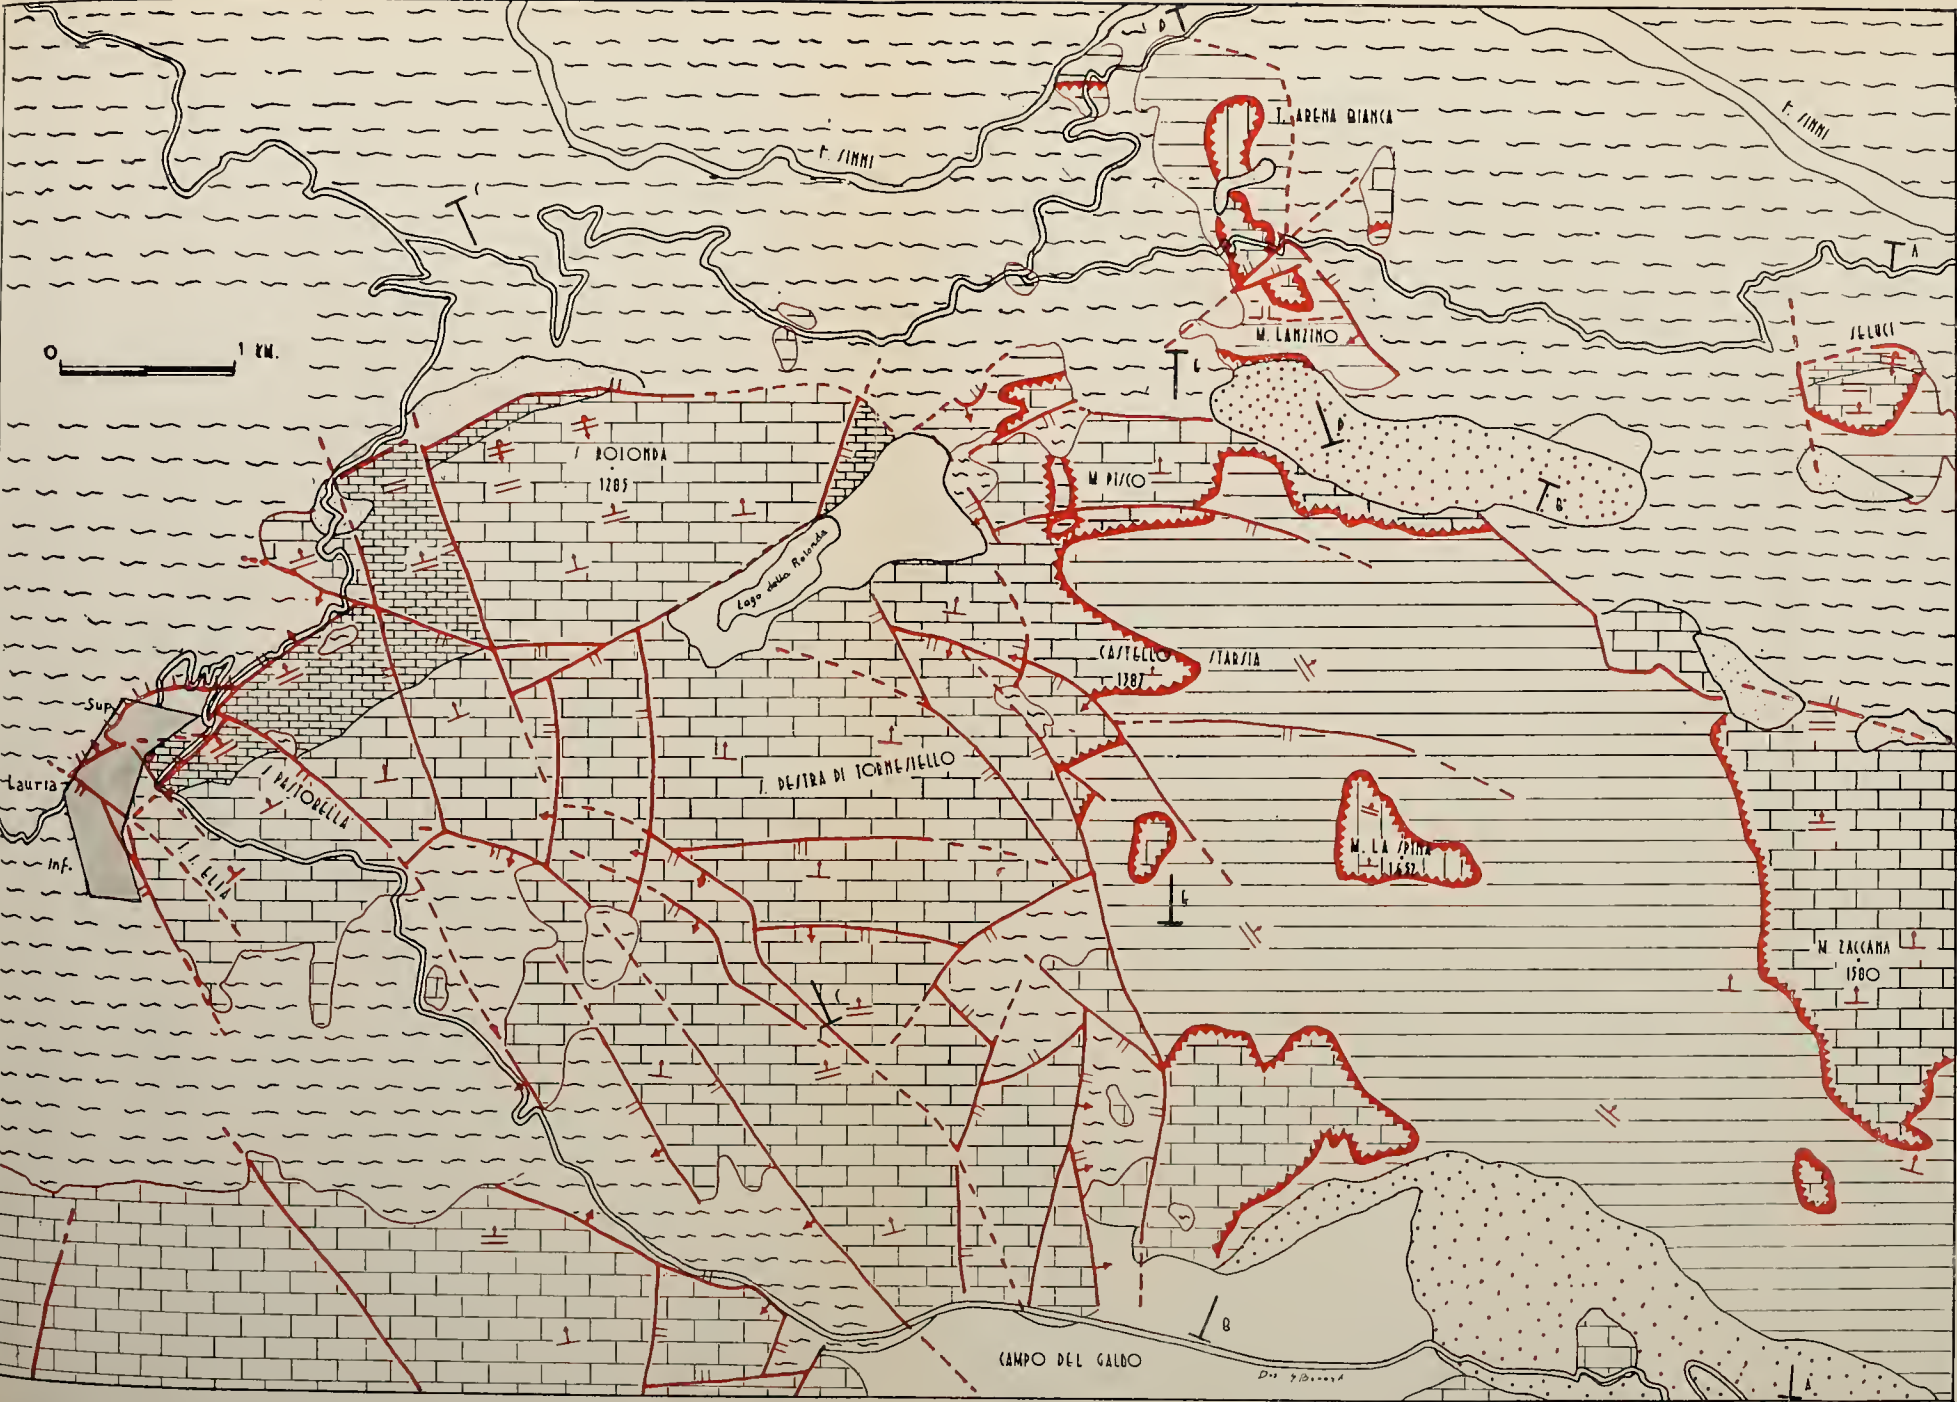 D
F. SINNI
T. ARENA BIANCA
F. SINNI
C
A
0 1 KM.
M. LANZINO
SELUCI
G
D
S ROTONDA
1285
M. PISCO
B'
Lago della Rotonda
CASTELLO STARSIA
1387
Sup.
Lauria
Inf.
S PASTORELLA
S ELIA
T. DESTRA DI TORNESIELLO
M. LA SPINA
1652
G
M. ZACCANA
1580
C
B
CAMPO DEL GALDO
A